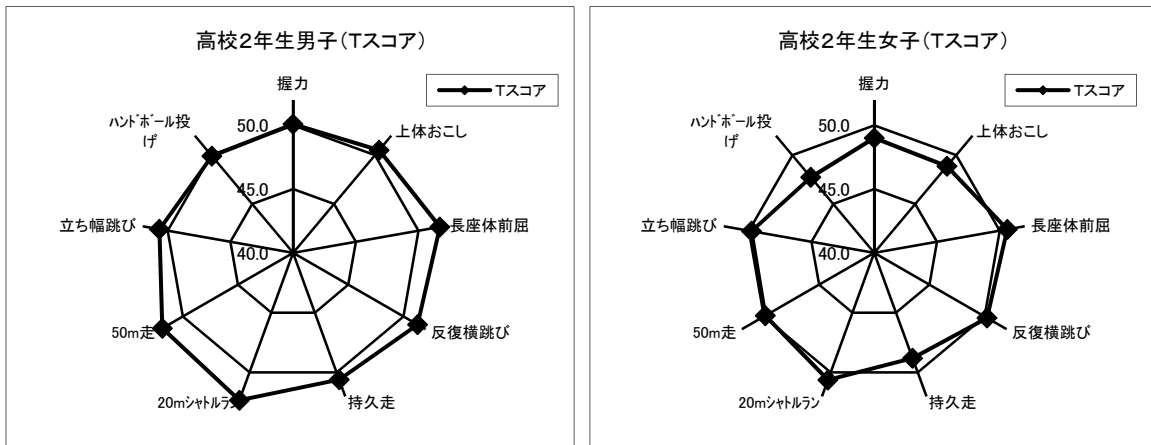 高校2年生男子(Tスコア)
Tスコア
握力
上体おこし
長座体前屈
反復横跳び
持久走
20mｼｬﾄﾙﾗﾝ
50m走
立ち幅跳び
ﾊﾝﾄﾞﾎﾞｰﾙ投
げ
50.0
45.0
40.0
高校2年生女子(Tスコア)
Tスコア
握力
上体おこし
長座体前屈
反復横跳び
持久走
20mｼｬﾄﾙﾗﾝ
50m走
立ち幅跳び
ﾊﾝﾄﾞﾎﾞｰﾙ投
げ
50.0
45.0
40.0